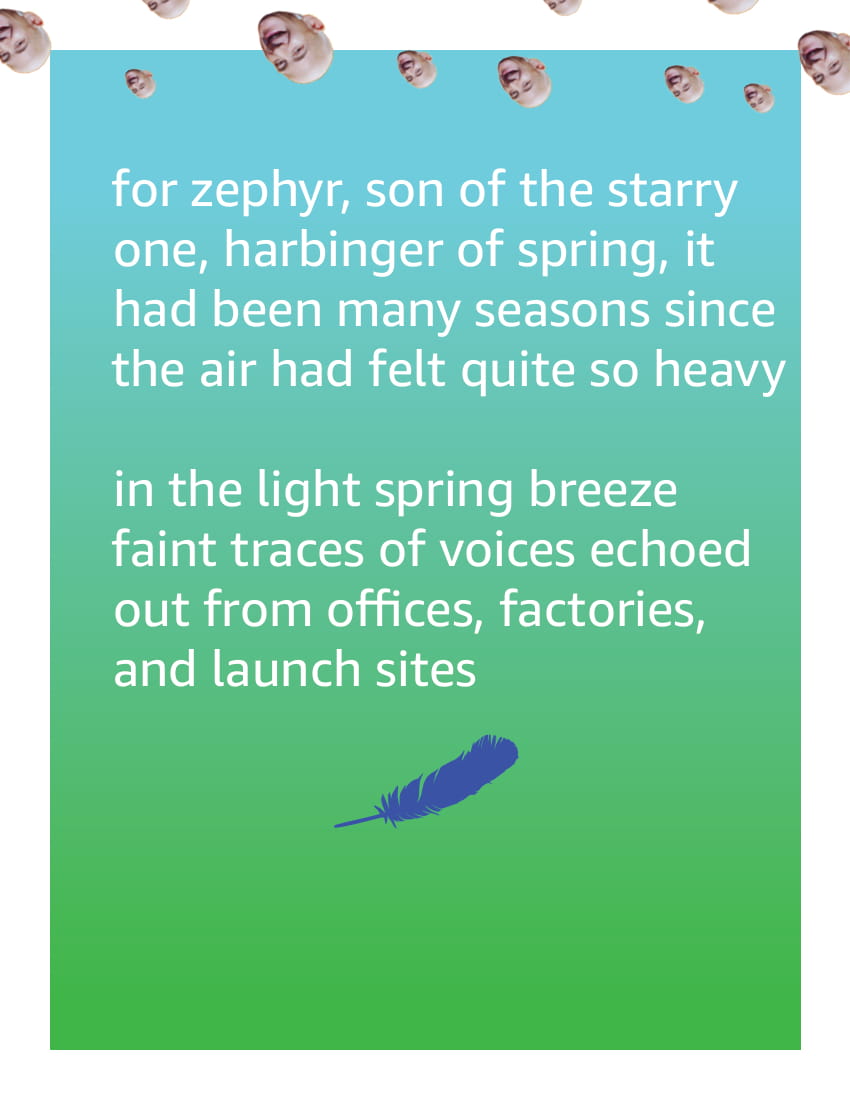 for zephyr, son of the starry
one, harbinger of spring, it
had been many seasons since
the air had felt quite so heavy
in the light spring breeze
faint traces of voices echoed
out from offices, factories,
and launch sites